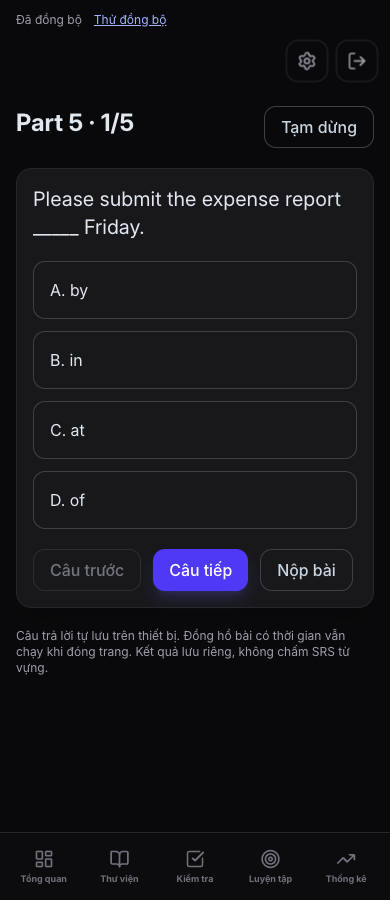 Đã đồng bộ Thử đồng bộ
Part 5 · 1/5
Tạm dừng
Please submit the expense report
_____ Friday.
A. by
B. in
C. at
D. of
Câu trước
Câu tiếp
Nộp bài
Câu trả lời tự lưu trên thiết bị. Đồng hồ bài có thời gian vẫn
chạy khi đóng trang. Kết quả lưu riêng, không chấm SRS từ
vựng.
Tổng quan
Thư viện
Kiểm tra
Luyện tập
Thống kê